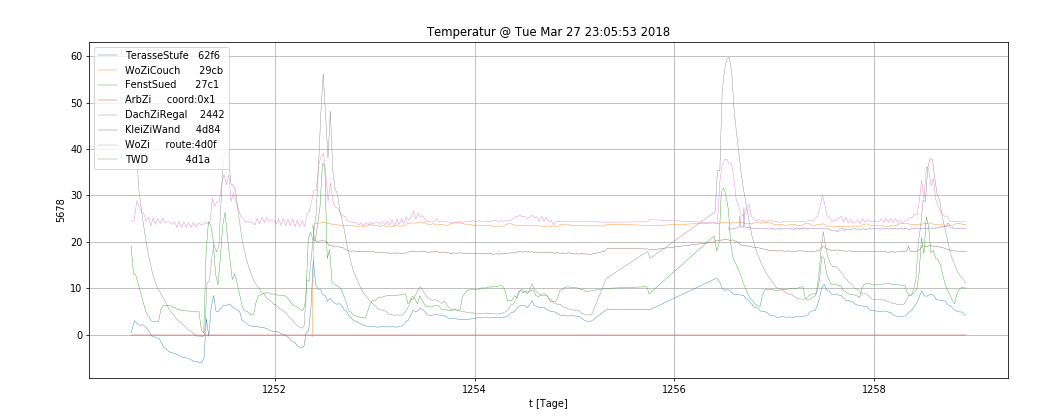 Temperatur @ Tue Mar 27 23:05:53 2018
60
50
40
30
20
10
0
5678
TerasseStufe 62f6
WoZiCouch 29cb
FenstSued 27c1
ArbZi coord:0x1
DachZiRegal 2442
KleiZiWand 4d84
WoZi route:4d0f
TWD 4d1a
1252 1254 1256 1258
t [Tage]